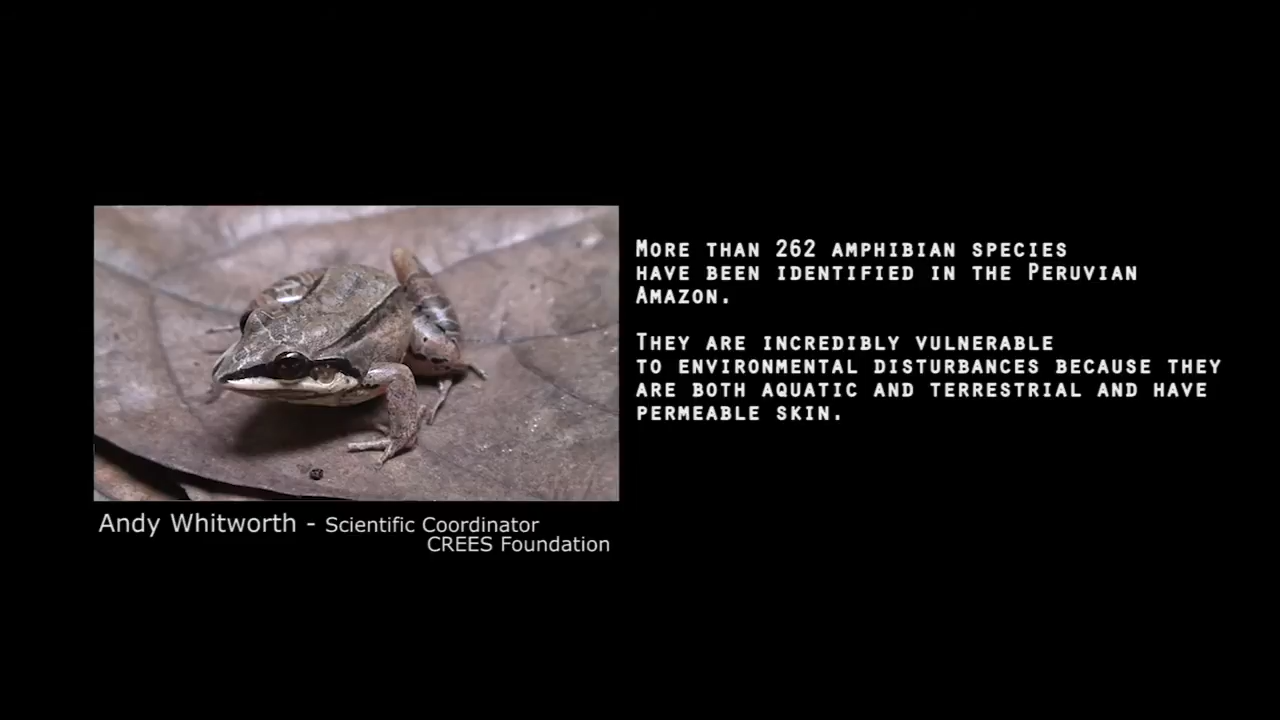 More than 262 amphibian species
have been identified in the Peruvian
Amazon.
They are incredibly vulnerable
to environmental disturbances because they
are both aquatic and terrestrial and have
permeable skin.
Andy Whitworth - Scientific Coordinator
CREES Foundation